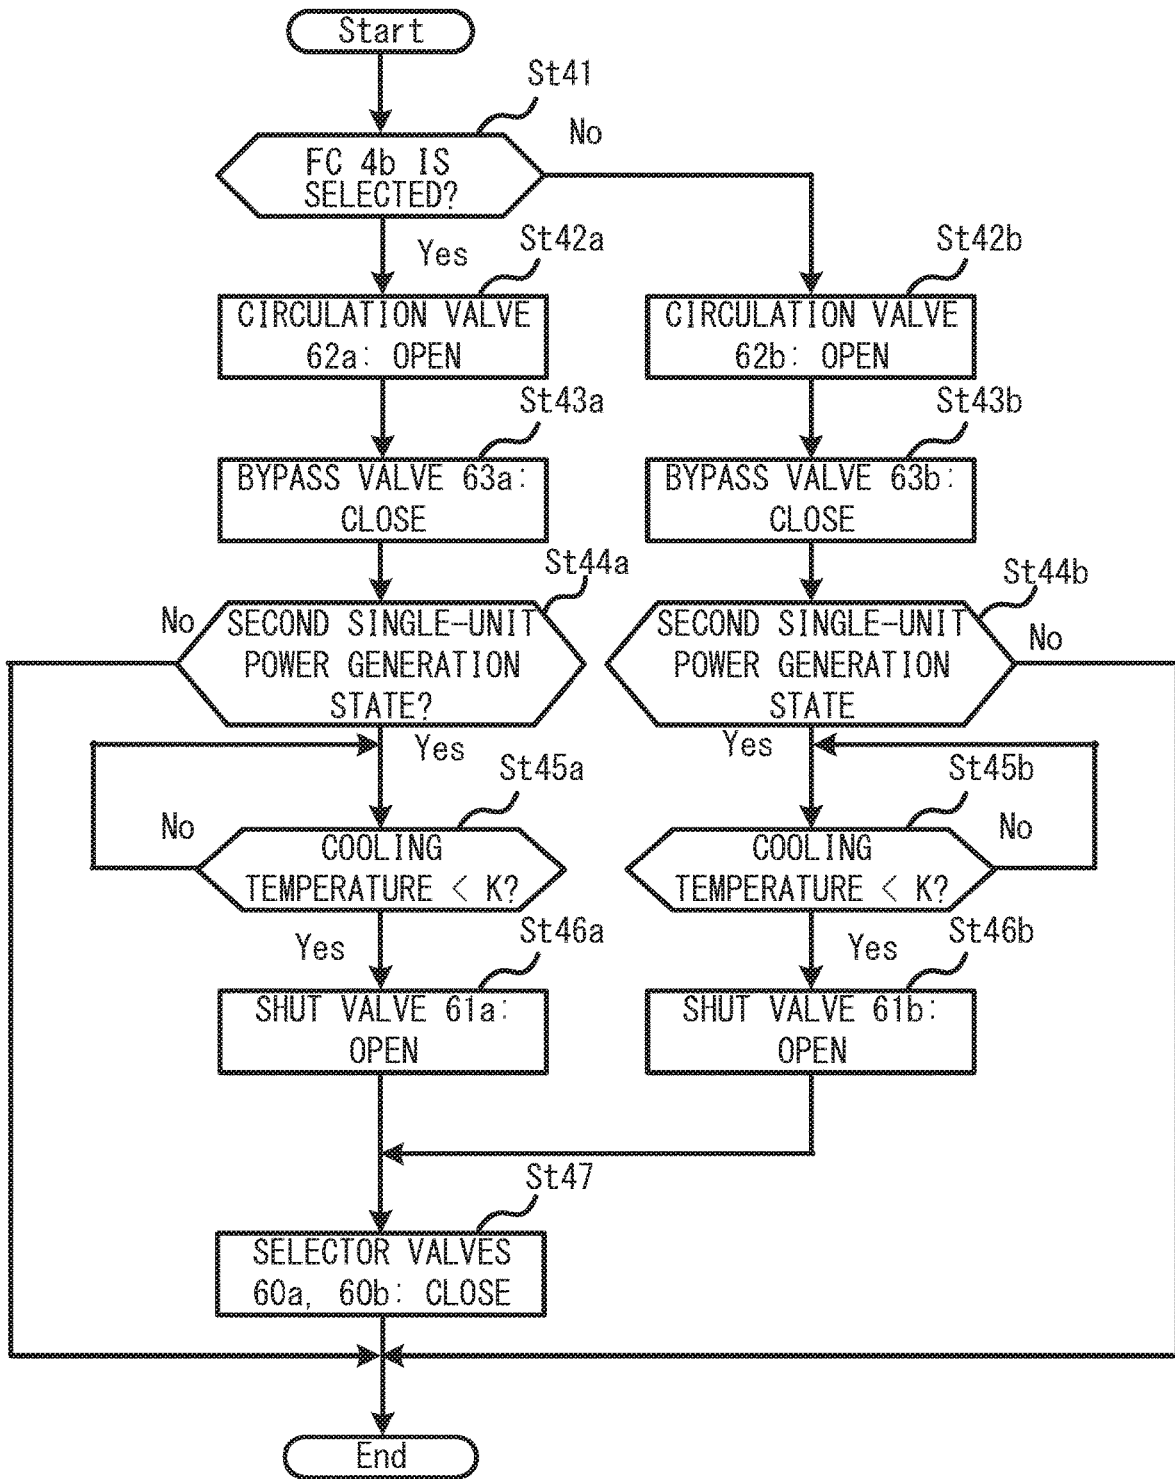 Start
St41
FC 4b IS
SELECTED?
No
Yes
St42a
CIRCULATION VALVE
62a: OPEN
St42b
CIRCULATION VALVE
62b: OPEN
St43a
BYPASS VALVE 63a:
CLOSE
St43b
BYPASS VALVE 63b:
CLOSE
St44a
No
SECOND SINGLE-UNIT
POWER GENERATION
STATE?
Yes
St44b
SECOND SINGLE-UNIT
POWER GENERATION
STATE
No
Yes
St45a
No
COOLING
TEMPERATURE < K?
Yes
St45b
COOLING
TEMPERATURE < K?
No
Yes
St46a
SHUT VALVE 61a:
OPEN
St46b
SHUT VALVE 61b:
OPEN
St47
SELECTOR VALVES
60a, 60b: CLOSE
End